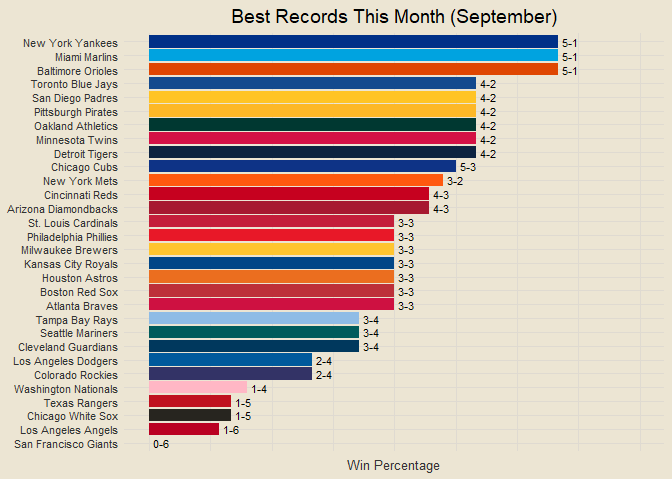 Best Records This Month (September)
New York Yankees 5-1
Miami Marlins 5-1
Baltimore Orioles 5-1
Toronto Blue Jays 4-2
San Diego Padres 4-2
Pittsburgh Pirates 4-2
Oakland Athletics 4-2
Minnesota Twins 4-2
Detroit Tigers 4-2
Chicago Cubs 5-3
New York Mets 3-2
Cincinnati Reds 4-3
Arizona Diamondbacks 4-3
St. Louis Cardinals 3-3
Philadelphia Phillies 3-3
Milwaukee Brewers 3-3
Kansas City Royals 3-3
Houston Astros 3-3
Boston Red Sox 3-3
Atlanta Braves 3-3
Tampa Bay Rays 3-4
Seattle Mariners 3-4
Cleveland Guardians 3-4
Los Angeles Dodgers 2-4
Colorado Rockies 2-4
Washington Nationals 1-4
Texas Rangers 1-5
Chicago White Sox 1-5
Los Angeles Angels 1-6
San Francisco Giants 0-6
Win Percentage